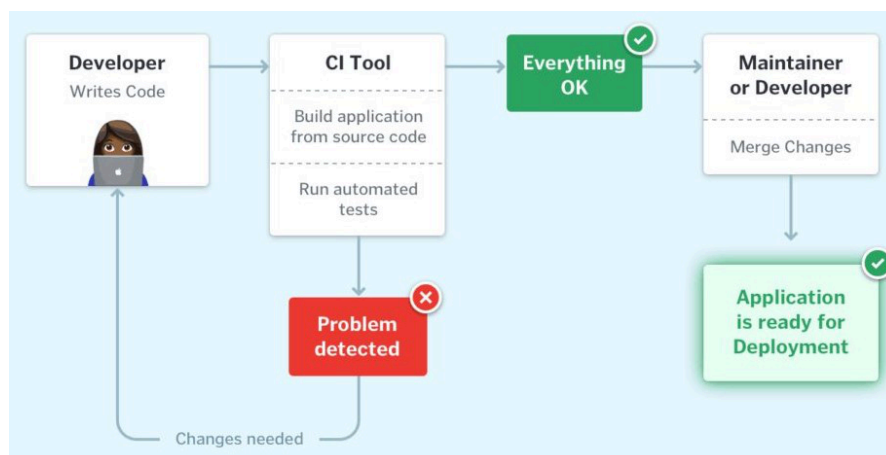 Developer
Writes Code
CI Tool
Build application
from source code
Run automated
tests
Everything
OK
Maintainer
or Developer
Merge Changes
Problem
detected
Changes needed
Application
is ready for
Deployment